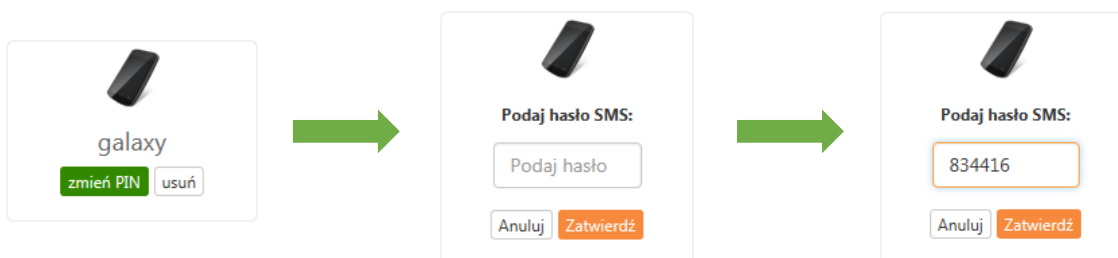 galaxy
zmień PIN usuń
Podaj hasło SMS:
Podaj hasło
Anuluj Zatwierdź
Podaj hasło SMS:
834416
Anuluj Zatwierdź